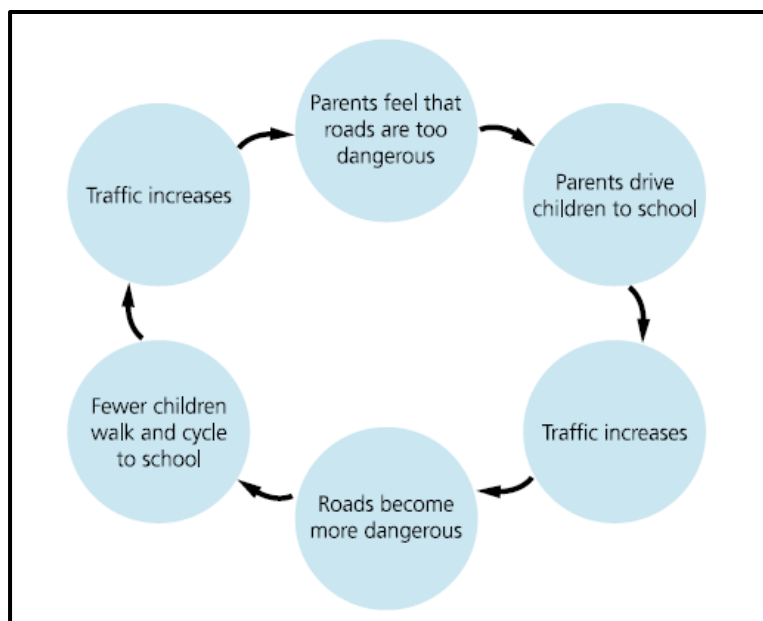 Parents feel that
roads are too
dangerous
Parents drive
children to school
Traffic increases
Roads become
more dangerous
Fewer children
walk and cycle
to school
Traffic increases